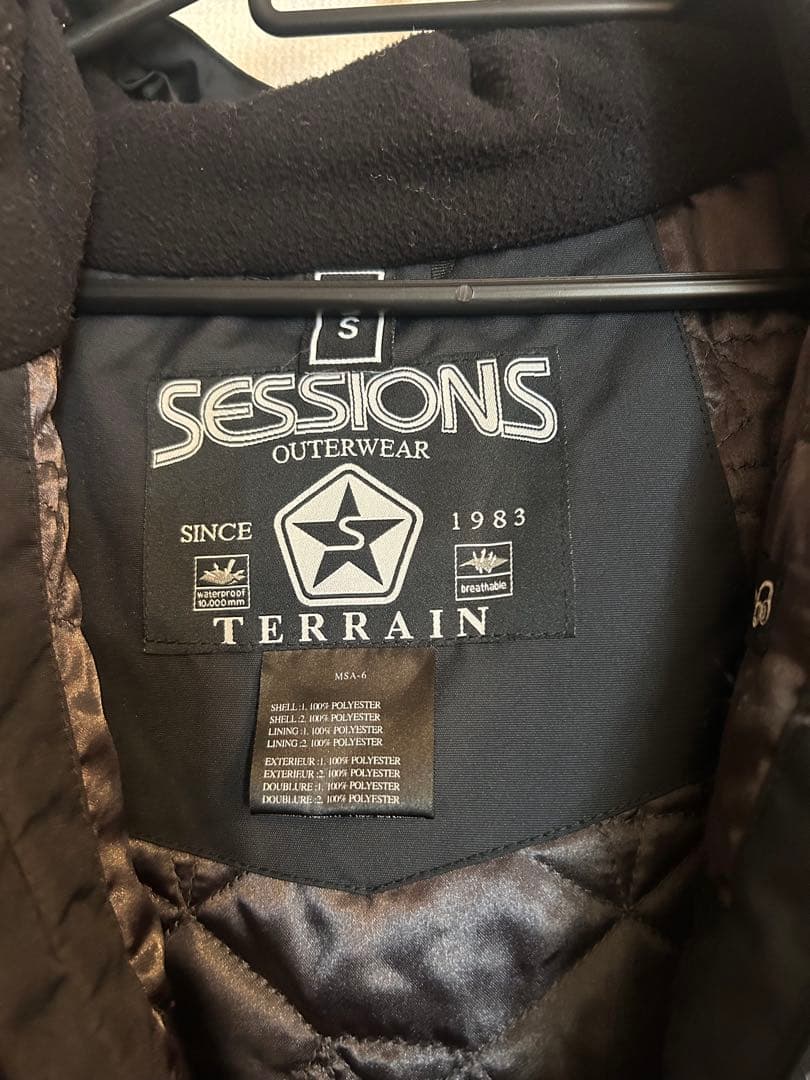 S
SESSIONS
OUTERWEAR
SINCE 1983
S
waterproof
10,000mm
breathable
TERRAIN
MSA-6
SHELL :1. 100% POLYESTER
SHELL :2. 100% POLYESTER
LINING :1. 100% POLYESTER
LINING :2. 100% POLYESTER
EXTERIEUR :1. 100% POLYESTER
EXTERIEUR :2. 100% POLYESTER
DOUBLURE :1. 100% POLYESTER
DOUBLURE :2. 100% POLYESTER